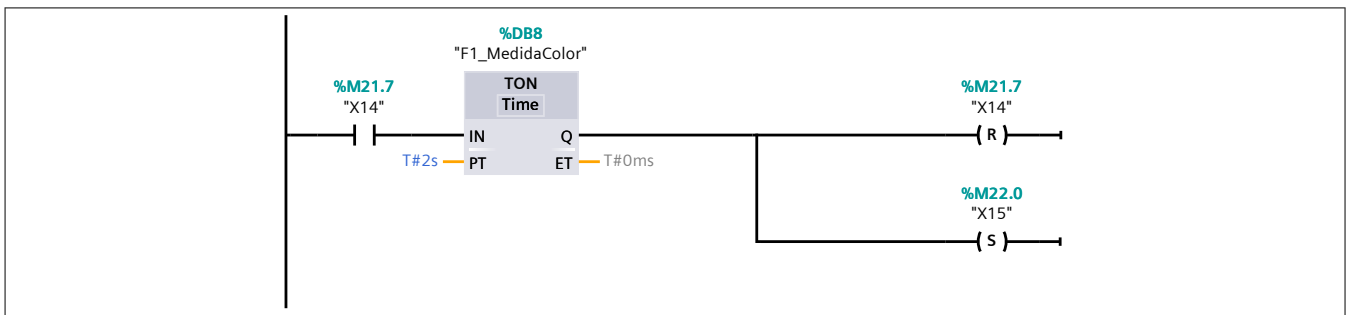 %DB8
"F1_MedidaColor"
%M21.7
"X14"
TON
Time
%M21.7
"X14"
IN Q
R
T#2s PT ET T#0ms
%M22.0
"X15"
S